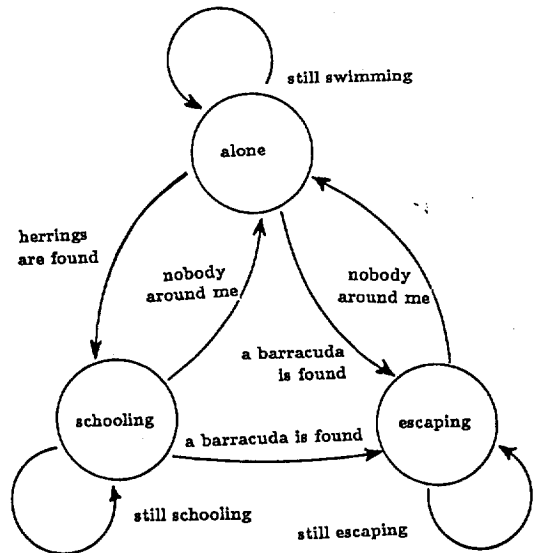 still swimming
alone
herrings
are found
nobody
around me
nobody
around me
a barracuda
is found
schooling
a barracuda is found
escaping
still schooling
still escaping